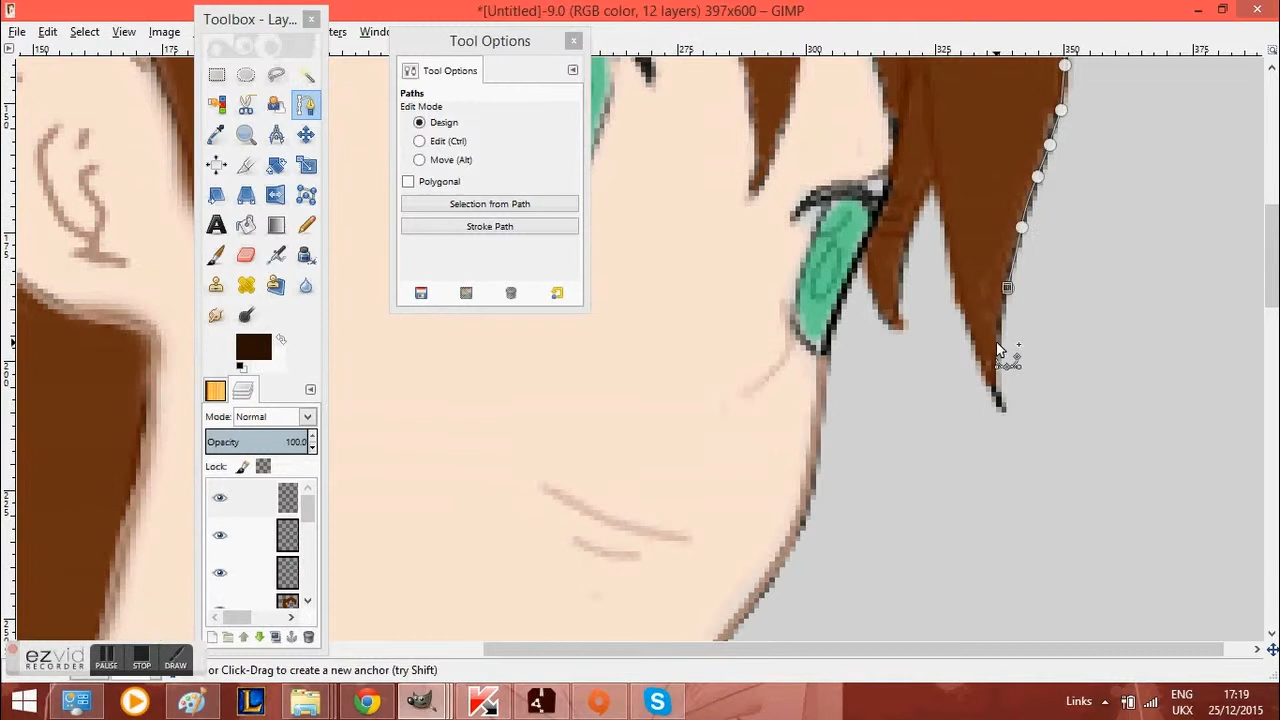 *[Untitled]-9.0 (RGB color, 12 layers) 397x600 – GIMP
File Edit Select View Image
Toolbox - Lay...
ters Windo
Tool Options
150 175 275 300 325 350 375
Tool Options
Paths
Edit Mode
Design
Edit (Ctrl)
Move (Alt)
Polygonal
Selection from Path
Stroke Path
Mode: Normal
Opacity 100.0
Lock:
ezvid
RECORDER
PAUSE STOP DRAW
or Click-Drag to create a new anchor (try Shift)
Links
ENG
UKX
17:19
25/12/2015